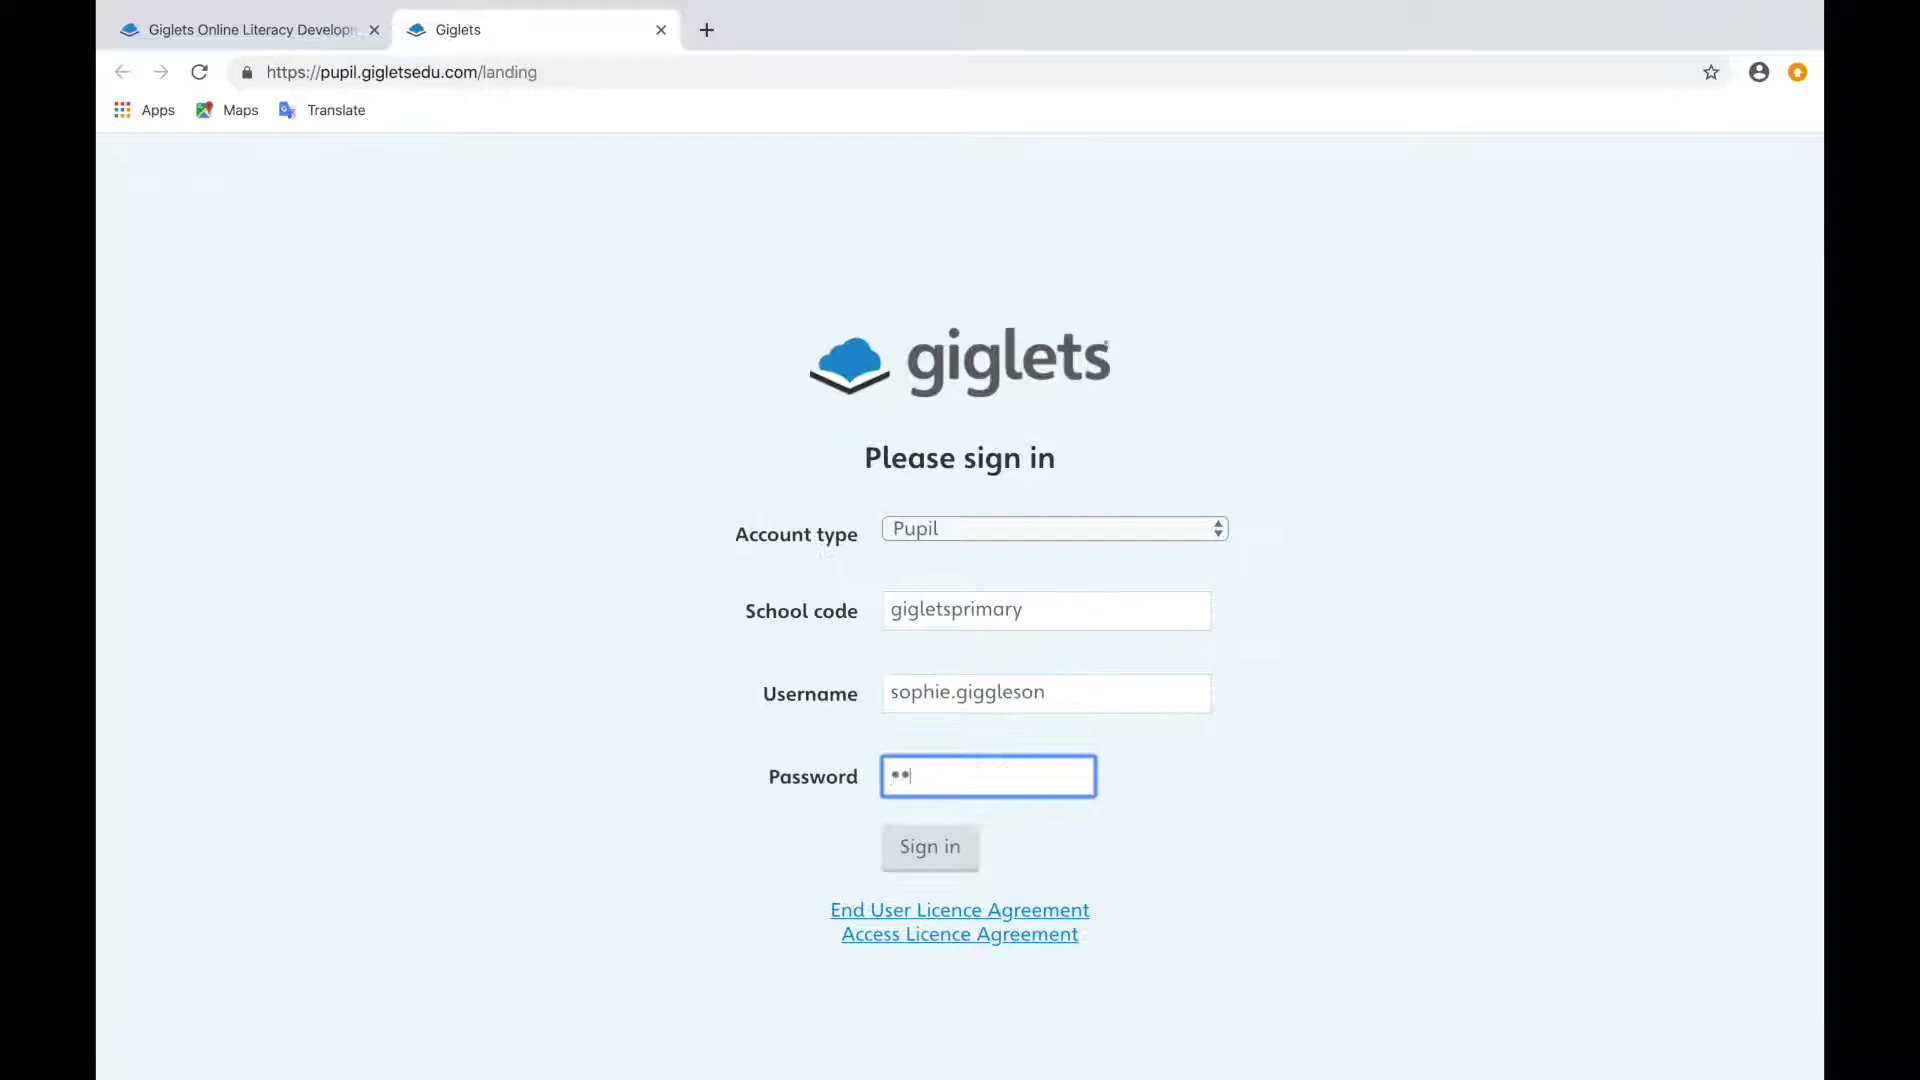 Giglets Online Literacy Developm
Giglets
https://pupil.gigletsedu.com/landing
Apps Maps Translate
giglets
Please sign in
Account type Pupil
School code gigletsprimary
Username sophie.giggleson
Password ••
Sign in
End User Licence Agreement
Access Licence Agreement